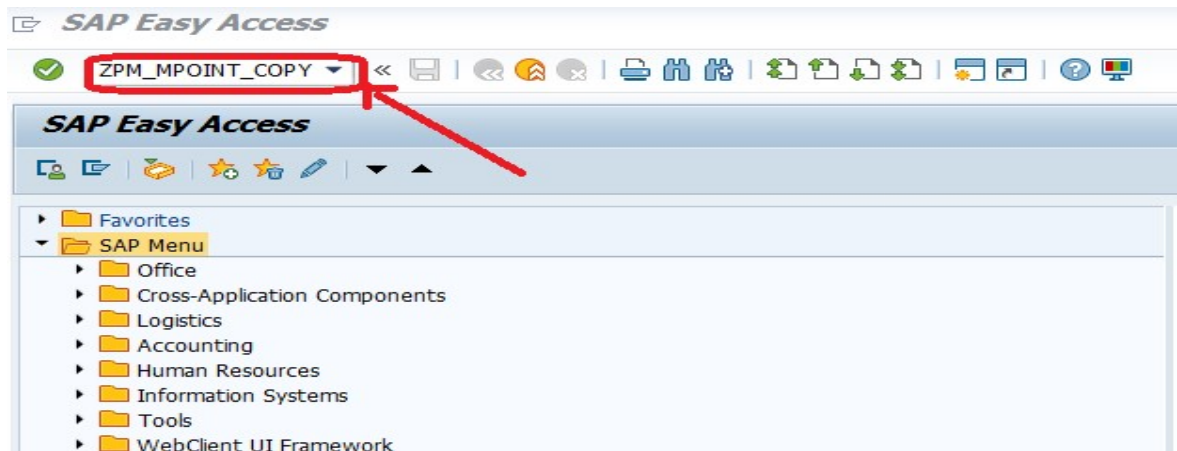 SAP Easy Access
ZPM_MPOINT_COPY
SAP Easy Access
Favorites
SAP Menu
Office
Cross-Application Components
Logistics
Accounting
Human Resources
Information Systems
Tools
WebClient UI Framework